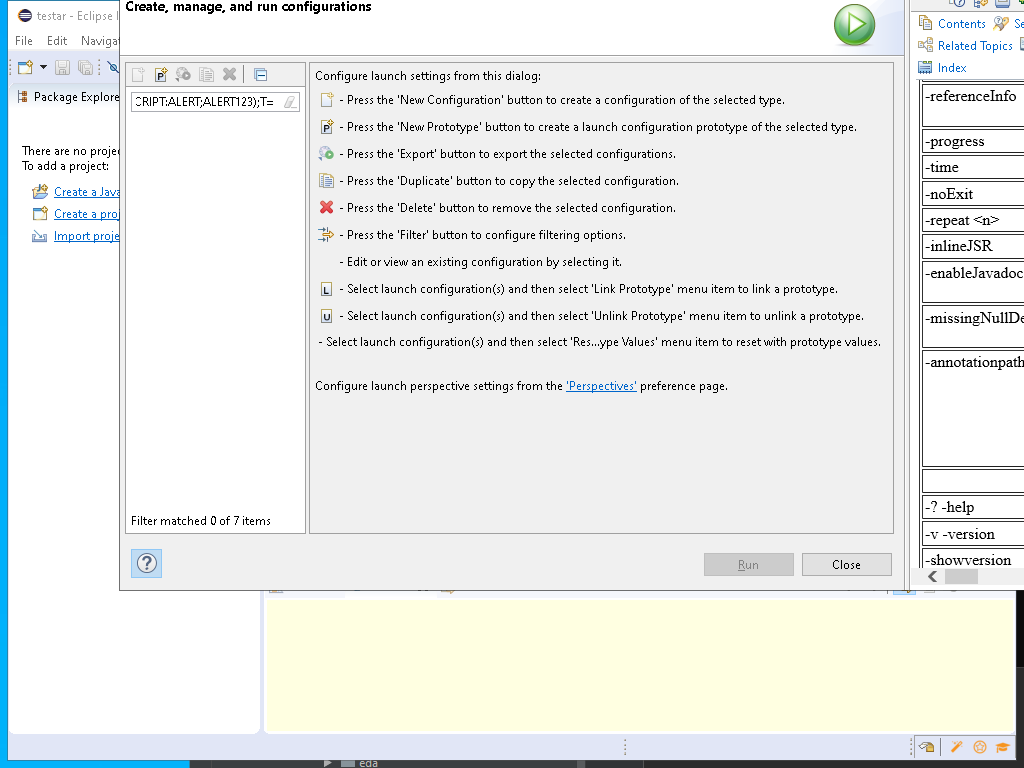 Create, manage, and run configurations
testar - Eclipse I
File Edit Navigat
Package Explore
There are no projec
To add a project:
Create a Java
Create a proj
Import proje
CRIPT:ALERT;ALERT123);T=
Filter matched 0 of 7 items
Configure launch settings from this dialog:
- Press the 'New Configuration' button to create a configuration of the selected type.
- Press the 'New Prototype' button to create a launch configuration prototype of the selected type.
- Press the 'Export' button to export the selected configurations.
- Press the 'Duplicate' button to copy the selected configuration.
- Press the 'Delete' button to remove the selected configuration.
- Press the 'Filter' button to configure filtering options.
- Edit or view an existing configuration by selecting it.
L - Select launch configuration(s) and then select 'Link Prototype' menu item to link a prototype.
U - Select launch configuration(s) and then select 'Unlink Prototype' menu item to unlink a prototype.
- Select launch configuration(s) and then select 'Res...ype Values' menu item to reset with prototype values.
Configure launch perspective settings from the 'Perspectives' preference page.
Run Close
Contents Se
Related Topics
Index
-referenceInfo
-progress
-time
-noExit
-repeat <n>
-inlineJSR
-enableJavadoc
-missingNullDe
-annotationpath
-? -help
-v -version
-showversion
eda